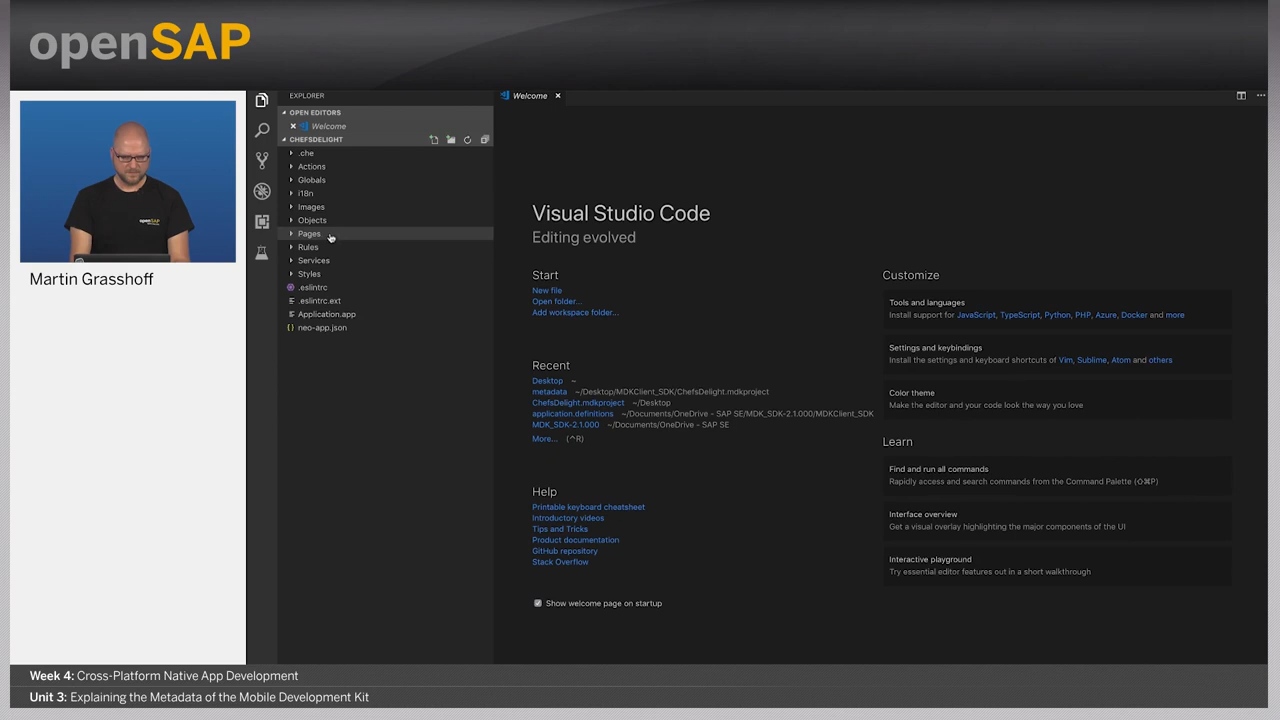 openSAP
openSAP
Martin Grasshoff
EXPLORER
OPEN EDITORS
Welcome
CHEFSDELIGHT
.che
Actions
Globals
i18n
Images
Objects
Pages
Rules
Services
Styles
.eslintrc
.eslintrc.ext
Application.app
neo-app.json
Welcome
Visual Studio Code
Editing evolved
Start
New file
Open folder...
Add workspace folder...
Recent
Desktop ~
metadata ~/Desktop/MDKClient_SDK/ChefsDelight.mdkproject
ChefsDelight.mdkproject ~/Desktop
application.definitions ~/Documents/OneDrive - SAP SE/MDK_SDK-2.1.000/MDKClient_SDK
MDK_SDK-2.1.000 ~/Documents/OneDrive - SAP SE
More... (^R)
Help
Printable keyboard cheatsheet
Introductory videos
Tips and Tricks
Product documentation
GitHub repository
Stack Overflow
Show welcome page on startup
Customize
Tools and languages
Install support for JavaScript, TypeScript, Python, PHP, Azure, Docker and more
Settings and keybindings
Install the settings and keyboard shortcuts of Vim, Sublime, Atom and others
Color theme
Make the editor and your code look the way you love
Learn
Find and run all commands
Rapidly access and search commands from the Command Palette (⇧⌘P)
Interface overview
Get a visual overlay highlighting the major components of the UI
Interactive playground
Try essential editor features out in a short walkthrough
Week 4: Cross-Platform Native App Development
Unit 3: Explaining the Metadata of the Mobile Development Kit